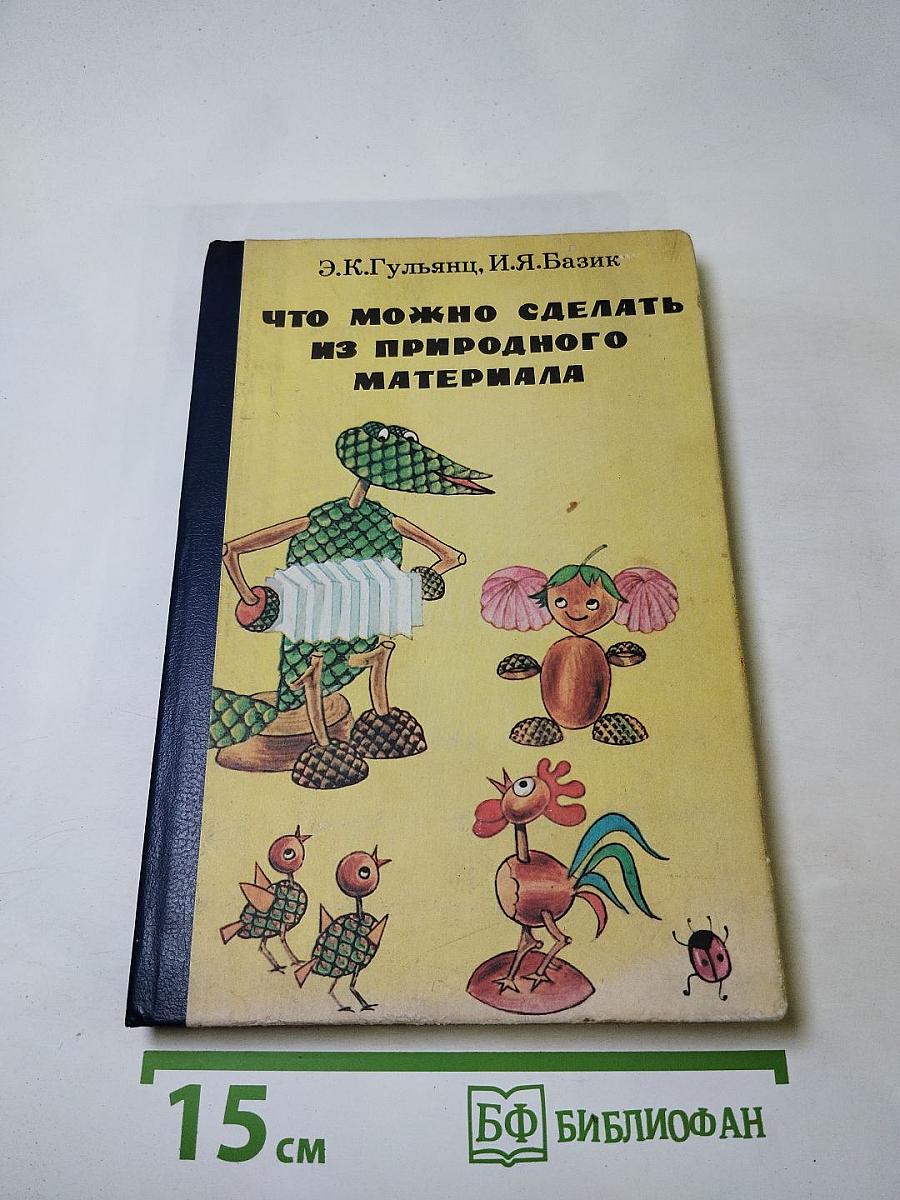 Э.К.Гульянц, И.Я.Базик
ЧТО МОЖНО СДЕЛАТЬ
ИЗ ПРИРОДНОГО
МАТЕРИАЛА
15 см
БФ БИБЛИОФАН